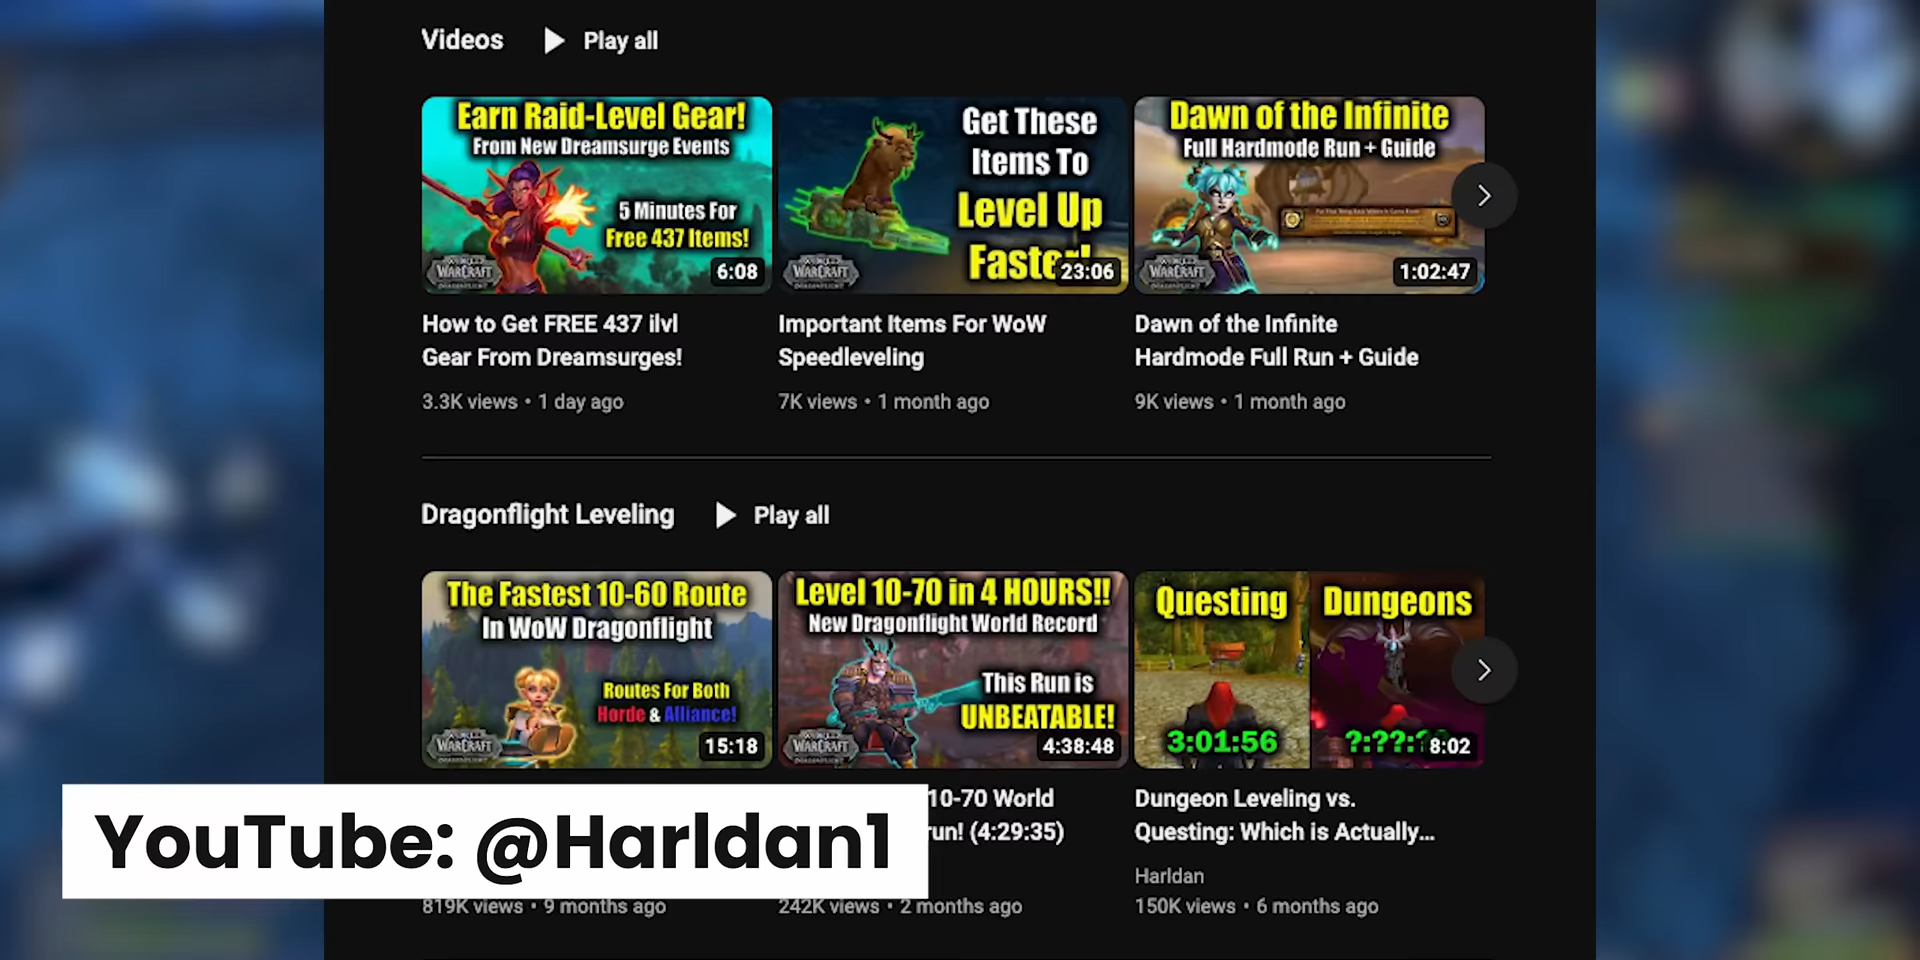 Videos
Play all
Earn Raid-Level Gear!
From New Dreamsurge Events
5 Minutes For
Free 437 Items!
WARCRAFT
6:08
Get These
Items To
Level Up
Faster!
WARCRAFT
23:06
Dawn of the Infinite
Full Hardmode Run + Guide
WARCRAFT
1:02:47
How to Get FREE 437 ilvl
Gear From Dreamsurges!
3.3K views • 1 day ago
Important Items For WoW
Speedleveling
7K views • 1 month ago
Dawn of the Infinite
Hardmode Full Run + Guide
9K views • 1 month ago
Dragonflight Leveling
Play all
The Fastest 10-60 Route
In WoW Dragonflight
Routes For Both
Horde & Alliance!
WARCRAFT
15:18
Level 10-70 in 4 HOURS!!
New Dragonflight World Record
This Run is
UNBEATABLE!
WARCRAFT
4:38:48
Questing
Dungeons
3:01:56
?:??:?
8:02
10-70 World
run! (4:29:35)
242K views • 2 months ago
Dungeon Leveling vs.
Questing: Which is Actually...
Harldan
150K views • 6 months ago
YouTube: @Harldan1
819K views • 9 months ago